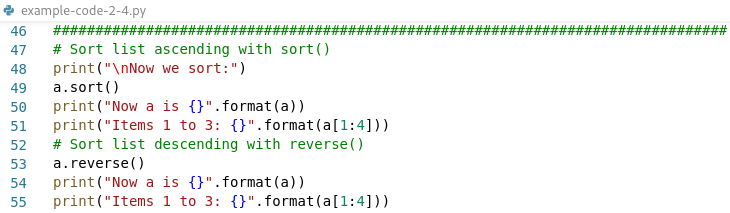 example-code-2-4.py
46 ################################################################################
47 # Sort list ascending with sort()
48 print("\nNow we sort:")
49 a.sort()
50 print("Now a is {}".format(a))
51 print("Items 1 to 3: {}".format(a[1:4]))
52 # Sort list descending with reverse()
53 a.reverse()
54 print("Now a is {}".format(a))
55 print("Items 1 to 3: {}".format(a[1:4]))